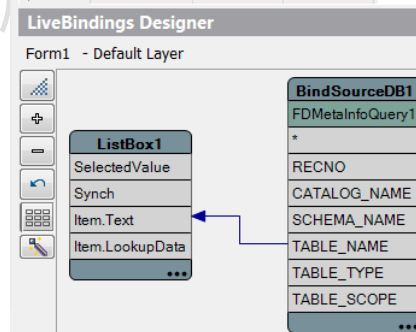 LiveBindings Designer
Form1 - Default Layer
ListBox1
SelectedValue
Synch
Item.Text
Item.LookupData
BindSourceDB1
FDMetaInfoQuery1
*
RECNO
CATALOG_NAME
SCHEMA_NAME
TABLE_NAME
TABLE_TYPE
TABLE_SCOPE